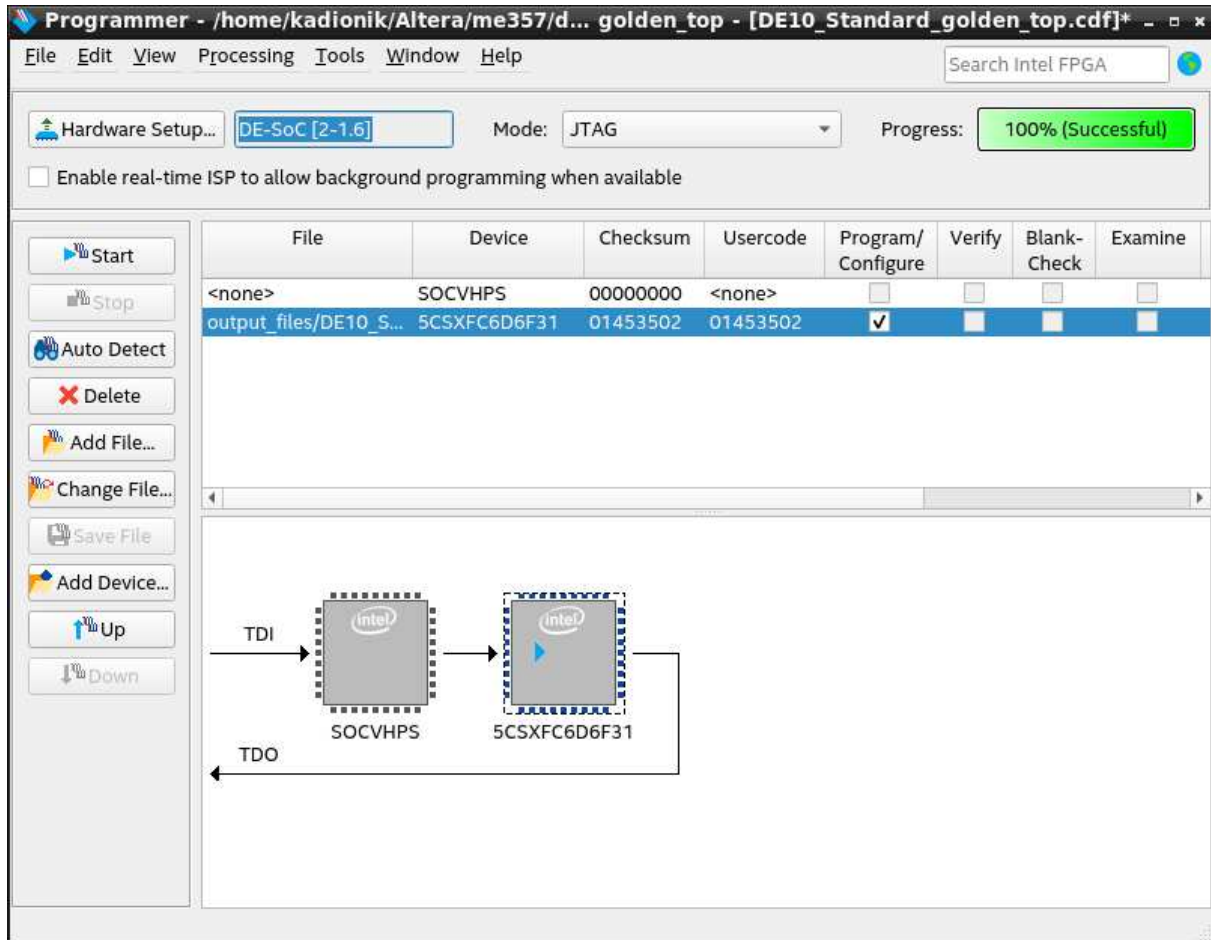 Programmer - /home/kadionik/Altera/me357/d... golden_top - [DE10_Standard_golden_top.cdf]*
File Edit View Processing Tools Window Help
Search Intel FPGA
Hardware Setup... DE-SoC [2-1.6] Mode: JTAG Progress: 100% (Successful)
Enable real-time ISP to allow background programming when available
Start
Stop
Auto Detect
Delete
Add File...
Change File...
Save File
Add Device...
Up
Down
File Device Checksum Usercode Program/ Configure Verify Blank- Check Examine
<none> SOCVHPS 00000000 <none>
output_files/DE10_S... 5CSXFC6D6F31 01453502 01453502
TDI
intel
intel
SOCVHPS
5CSXFC6D6F31
TDO